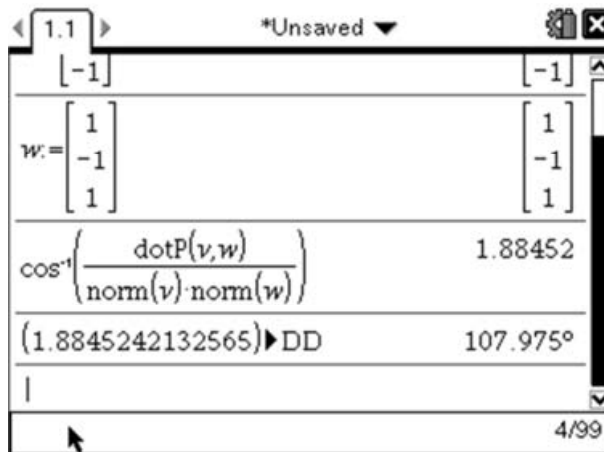 1.1 *Unsaved
[-1] [-1]
w:=[1 -1 1] [1 -1 1]
cos⁻¹(dotP(v,w)/(norm(v)·norm(w))) 1.88452
(1.8845242132565)▶DD 107.975°
4/99